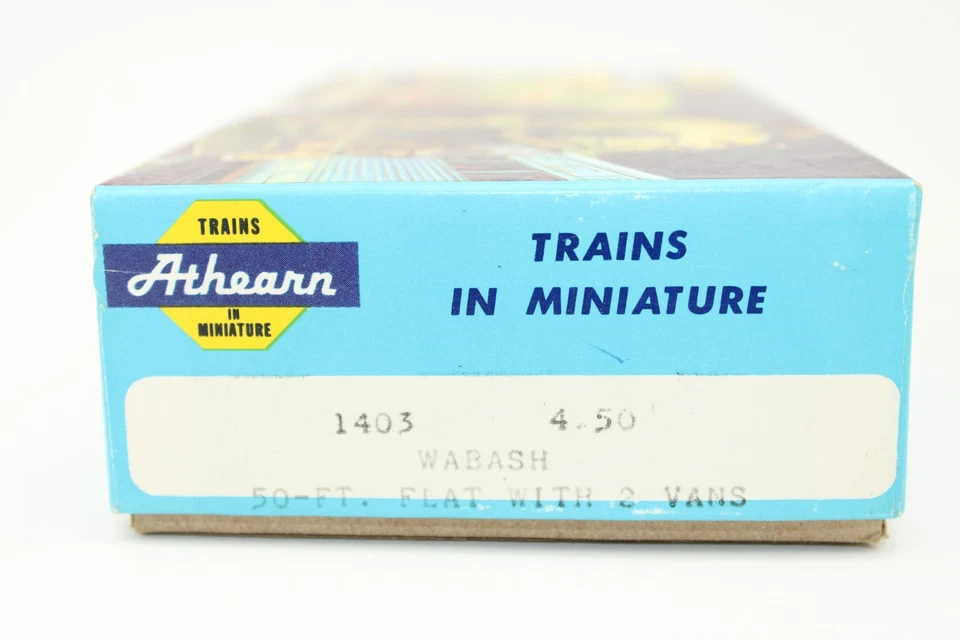 TRAINS
Athearn
IN
MINIATURE
TRAINS
IN MINIATURE
1403 4.50
WABASH
50-FT. FLAT WITH 2 VANS